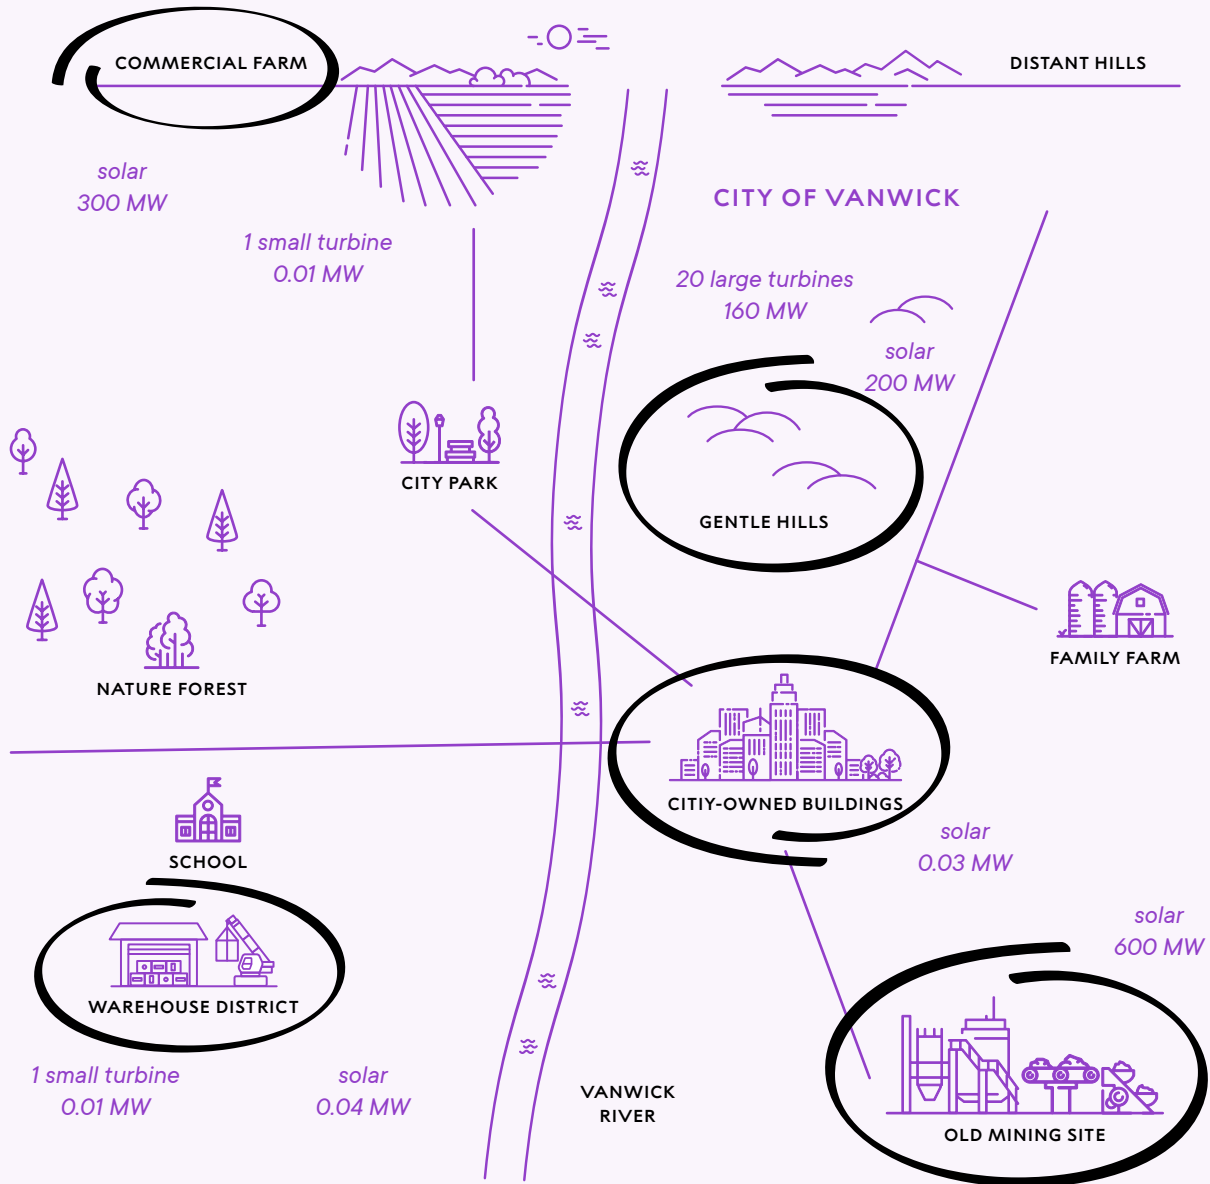 COMMERCIAL FARM
DISTANT HILLS
solar
300 MW
CITY OF VANWICK
1 small turbine
0.01 MW
20 large turbines
160 MW
solar
200 MW
CITY PARK
GENTLE HILLS
FAMILY FARM
NATURE FOREST
CITIY-OWNED BUILDINGS
solar
0.03 MW
SCHOOL
solar
600 MW
WAREHOUSE DISTRICT
1 small turbine
0.01 MW
solar
0.04 MW
VANWICK
RIVER
OLD MINING SITE